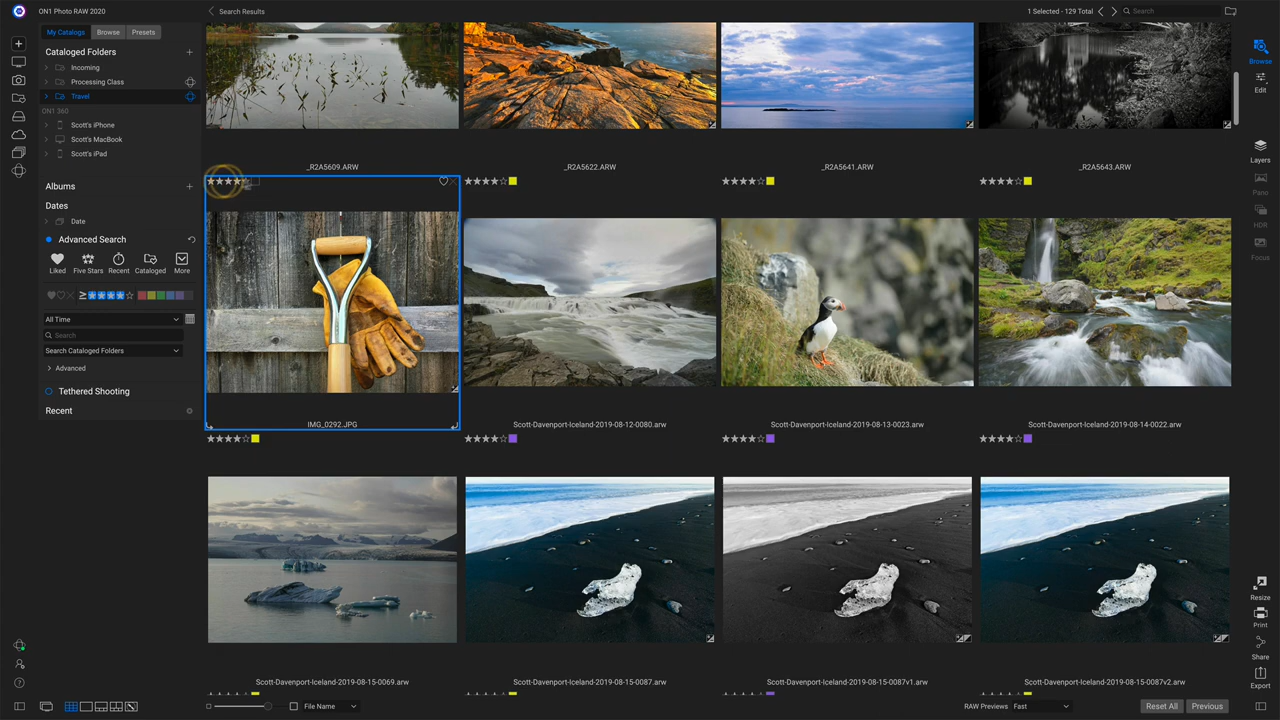 ON1 Photo RAW 2020
Search Results
1 Selected - 129 Total
Search
My Catalogs
Browse
Presets
Cataloged Folders
Incoming
Processing Class
Travel
ON1 360
Scott's iPhone
Scott's MacBook
Scott's iPad
Albums
Dates
Date
Advanced Search
Liked
Five Stars
Recent
Cataloged
More
All Time
Search
Search Cataloged Folders
Advanced
Tethered Shooting
Recent
_R2A5609.ARW
_R2A5622.ARW
_R2A5641.ARW
_R2A5643.ARW
IMG_0292.JPG
Scott-Davenport-Iceland-2019-08-12-0080.arw
Scott-Davenport-Iceland-2019-08-13-0023.arw
Scott-Davenport-Iceland-2019-08-14-0022.arw
Scott-Davenport-Iceland-2019-08-15-0069.arw
Scott-Davenport-Iceland-2019-08-15-0087.arw
Scott-Davenport-Iceland-2019-08-15-0087v1.arw
Scott-Davenport-Iceland-2019-08-15-0087v2.arw
Browse
Edit
Layers
Pano
HDR
Focus
Resize
Print
Share
Export
File Name
RAW Previews
Fast
Reset All
Previous